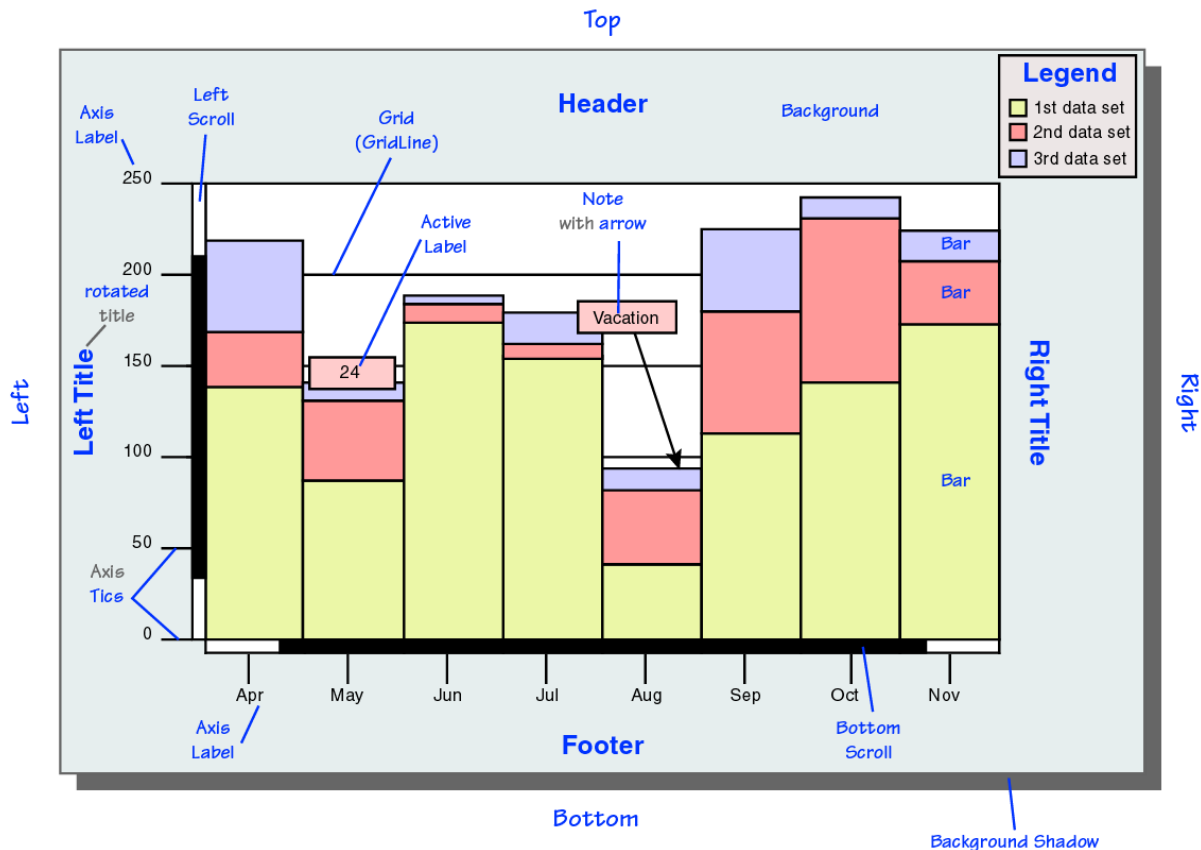 Top
Legend
1st data set
2nd data set
3rd data set
Header
Background
Left
Scroll
Axis
Label
Grid
(GridLine)
Note
with arrow
Active
Label
250
200
150
100
50
0
rotated
title
Left Title
Left
24
Vacation
Bar
Bar
Bar
Right Title
Right
Axis
Tics
Apr
May
Jun
Jul
Aug
Sep
Oct
Nov
Axis
Label
Footer
Bottom
Scroll
Bottom
Background Shadow